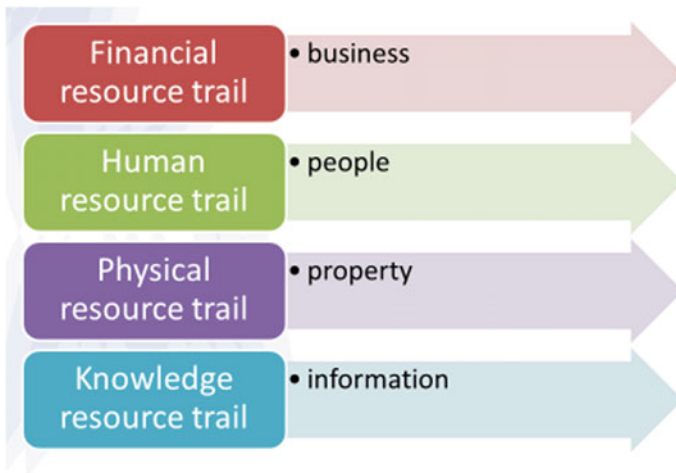 Financial
resource trail
• business
Human
resource trail
• people
Physical
resource trail
• property
Knowledge
resource trail
• information